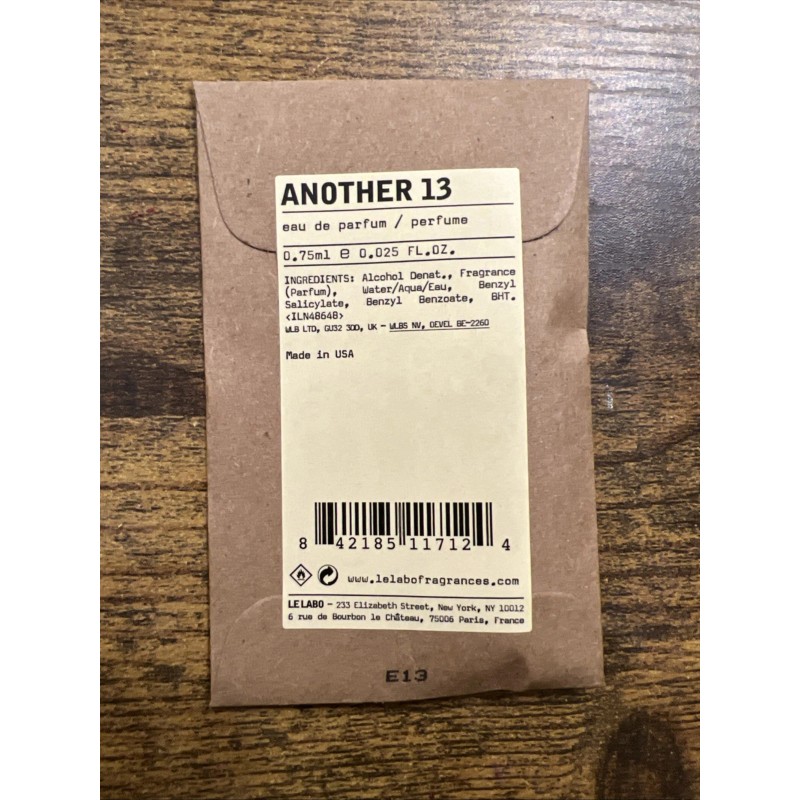 ANOTHER 13
eau de parfum / perfume
0.75ml e 0.025 FL.OZ.
INGREDIENTS: Alcohol Denat., Fragrance
(Parfum), Water/Aqua/Eau, Benzyl
Salicylate, Benzyl Benzoate, BHT.
<ILN48648>
WLB LTD, GU32 3QQ, UK - WLBS NV, OEVEL BE-2260
Made in USA
8 42185 11712 4
www.lelabofragrances.com
LE LABO - 233 Elizabeth Street, New York, NY 10012
6 rue de Bourbon le Château, 75006 Paris, France
E13